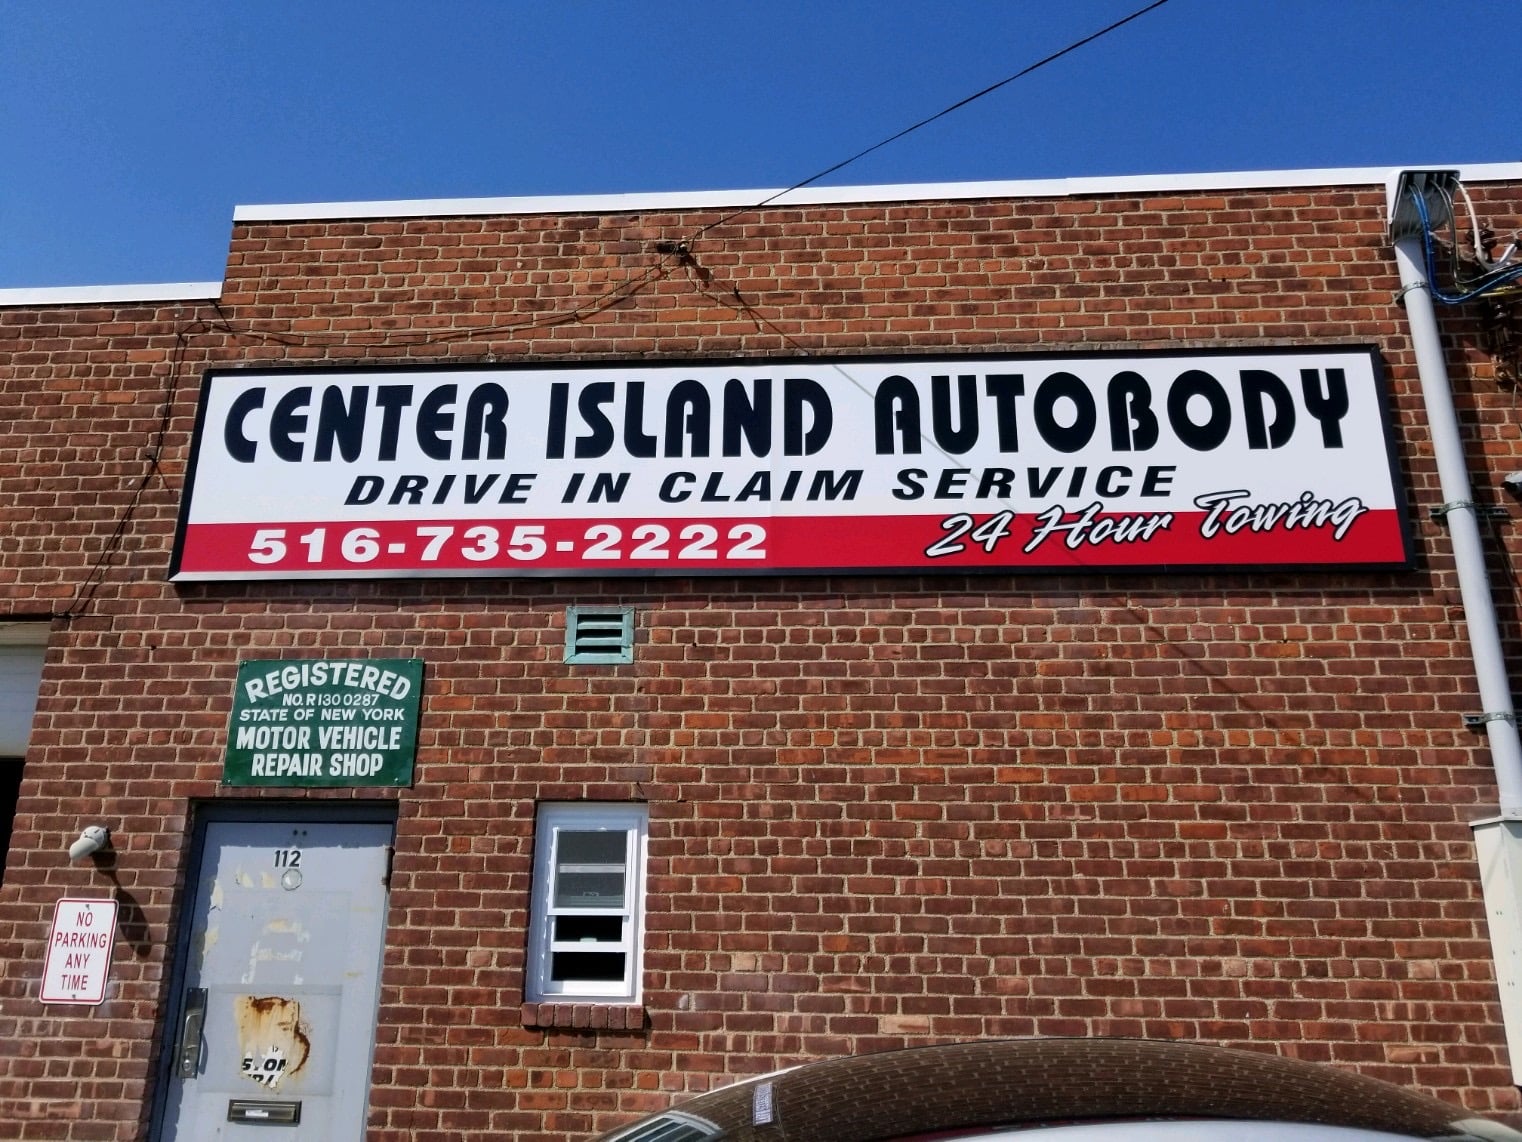 CENTER ISLAND AUTOBODY
DRIVE IN CLAIM SERVICE
516-735-2222
24 Hour Towing
REGISTERED
NO. R130 0287
STATE OF NEW YORK
MOTOR VEHICLE
REPAIR SHOP
112
NO
PARKING
ANY
TIME